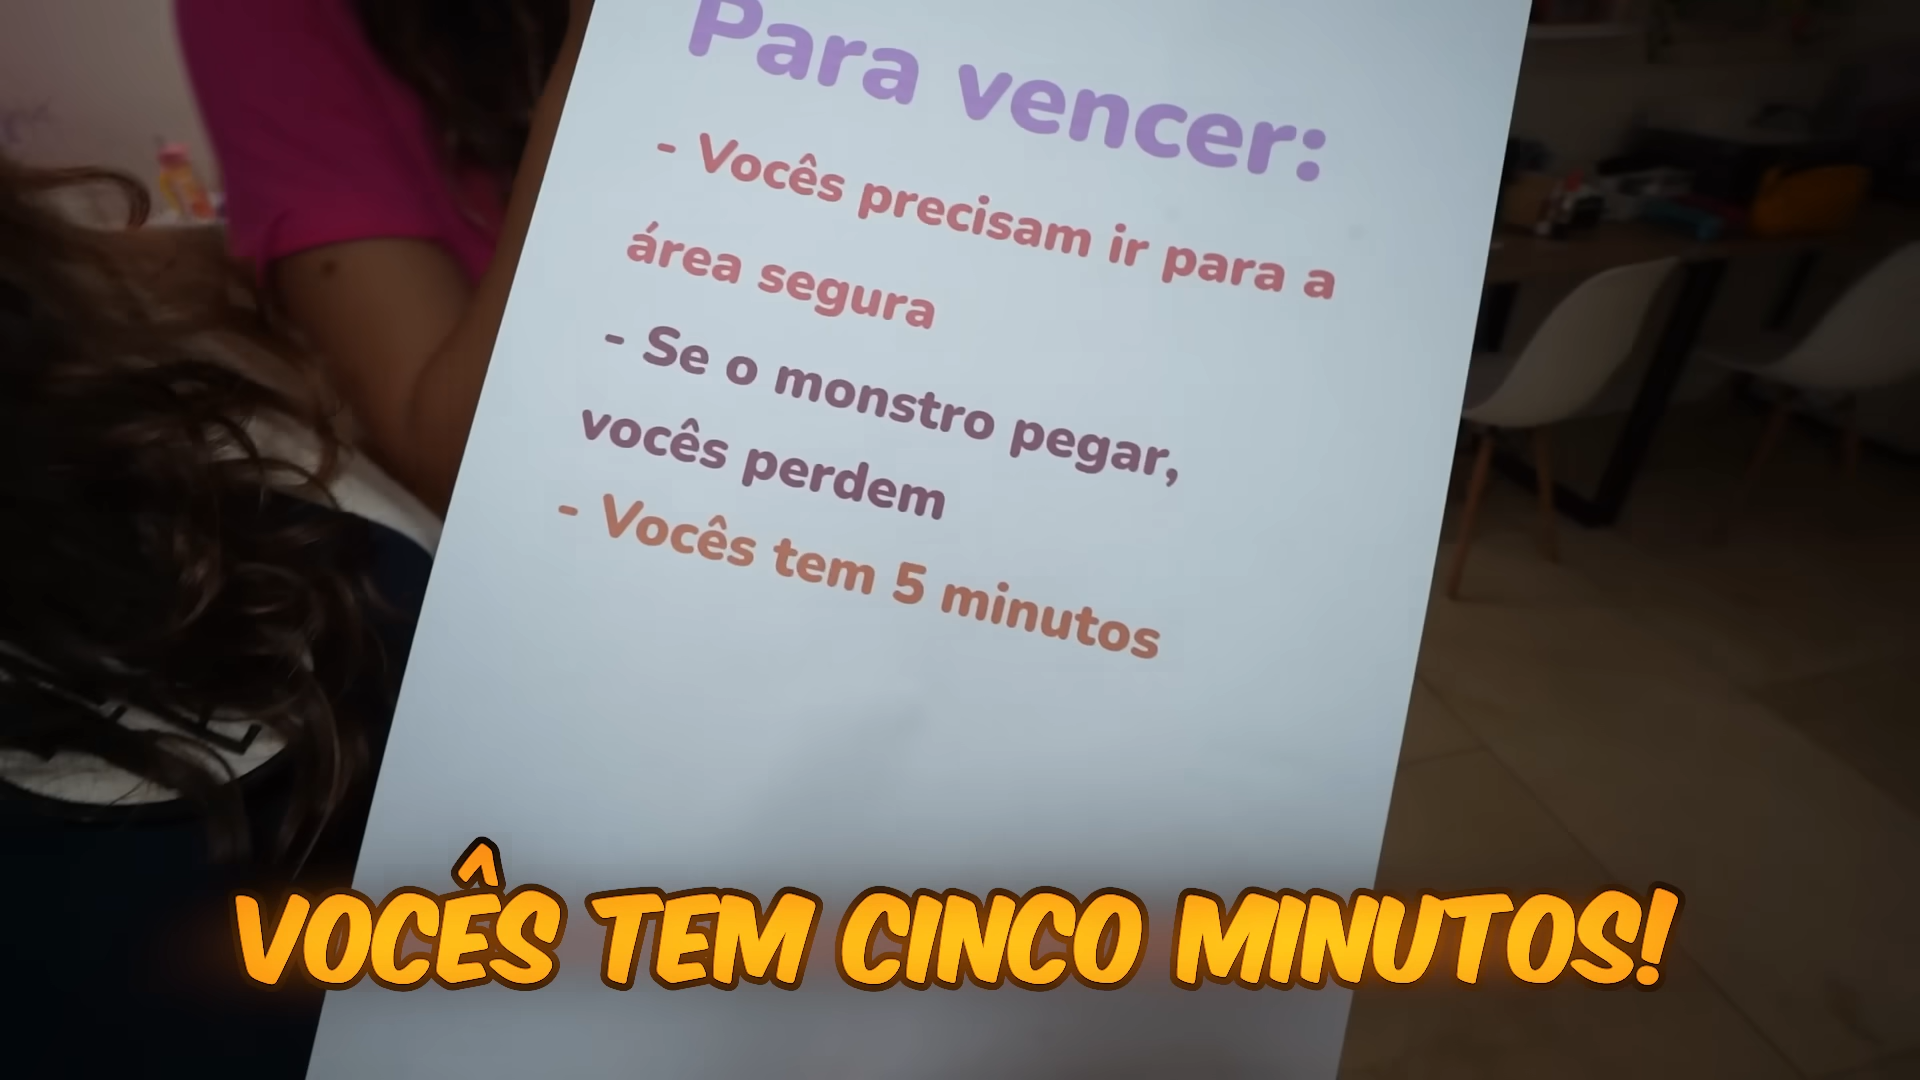 Para vencer:
- Vocês precisam ir para a
área segura
- Se o monstro pegar,
vocês perdem
- Vocês tem 5 minutos
VOCÊS TEM CINCO MINUTOS!